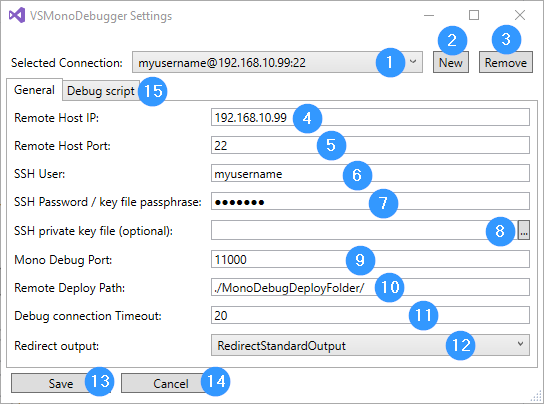 VSMonoDebugger Settings
2 3
Selected Connection: myusername@192.168.10.99:22 1 New Remove
General Debug script 15
Remote Host IP: 192.168.10.99 4
Remote Host Port: 22 5
SSH User: myusername 6
SSH Password / key file passphrase: ●●●●●●● 7
SSH private key file (optional): 8 ...
Mono Debug Port: 11000 9
Remote Deploy Path: ./MonoDebugDeployFolder/ 10
Debug connection Timeout: 20 11
Redirect output: RedirectStandardOutput 12
Save 13 Cancel 14